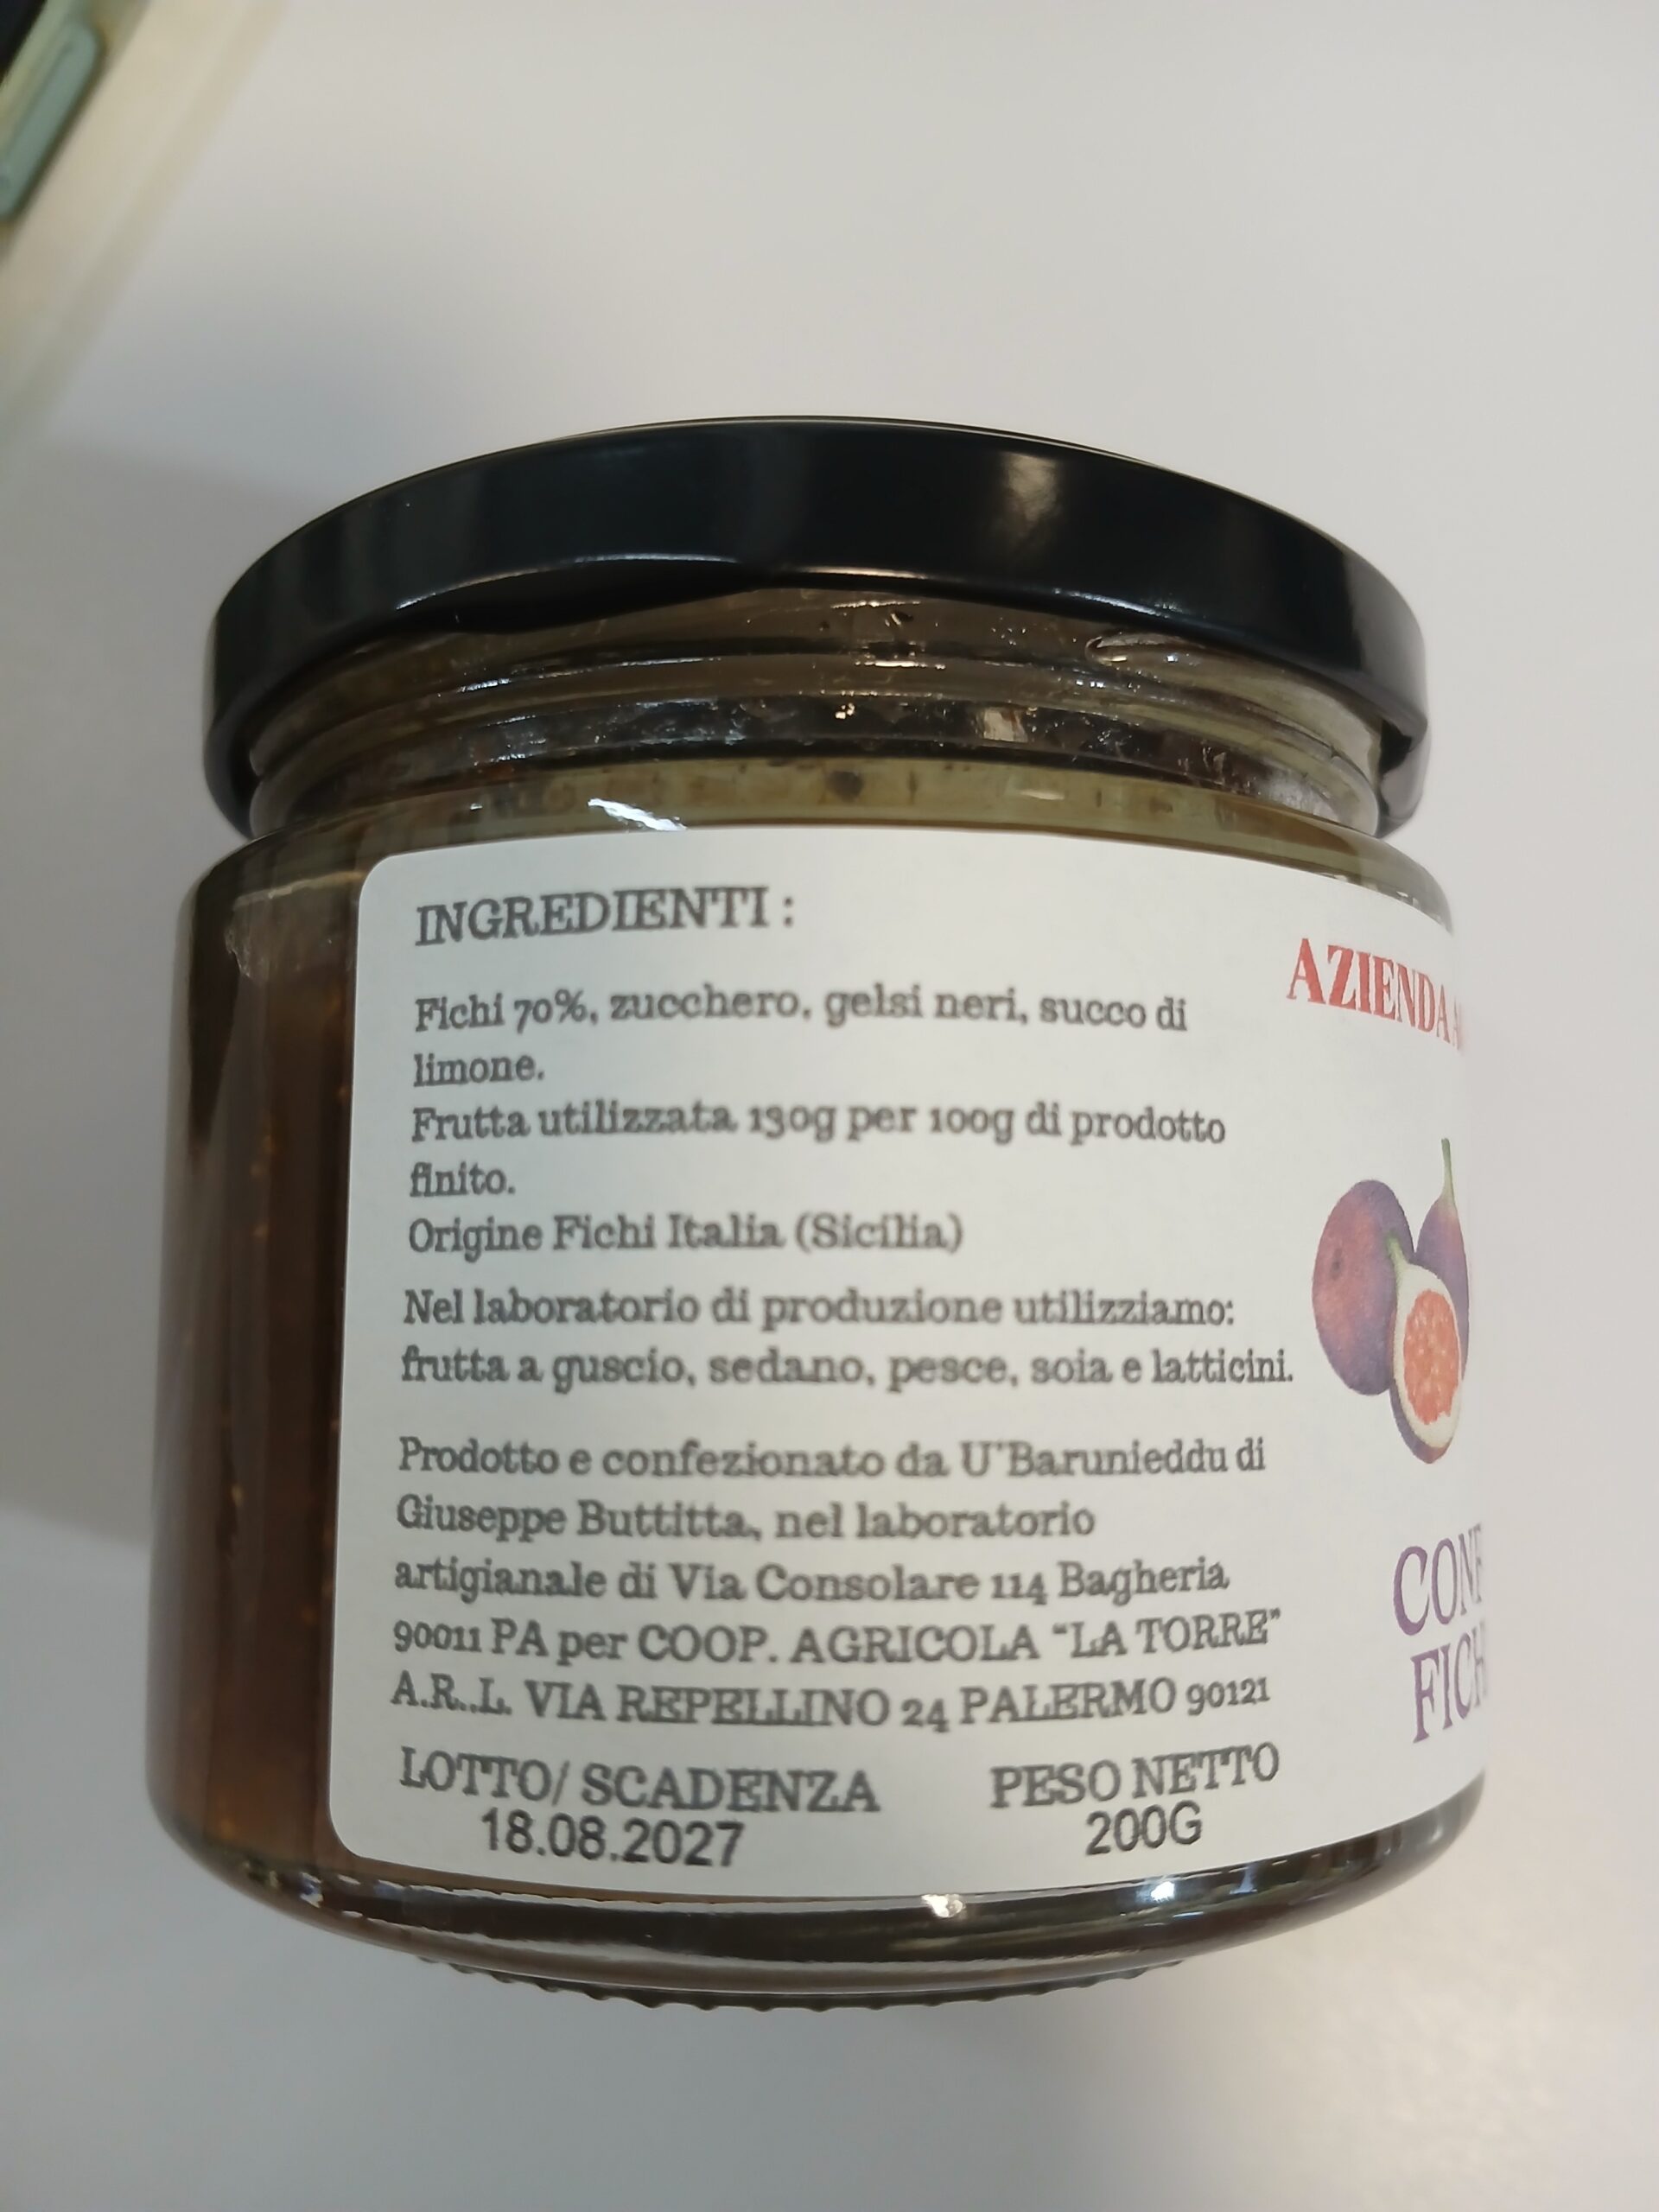 INGREDIENTI :
Fichi 70%, zucchero, gelsi neri, succo di
limone.
Frutta utilizzata 130g per 100g di prodotto
finito.
Origine Fichi Italia (Sicilia)
Nel laboratorio di produzione utilizziamo:
frutta a guscio, sedano, pesce, soia e latticini.
Prodotto e confezionato da U'Barunieddu di
Giuseppe Buttitta, nel laboratorio
artigianale di Via Consolare 114 Bagheria
90011 PA per COOP. AGRICOLA "LA TORRE"
A.R..L. VIA REPELLINO 24 PALERMO 90121
LOTTO/ SCADENZA PESO NETTO
18.08.2027 200G
AZIENDA
CONF
FICH